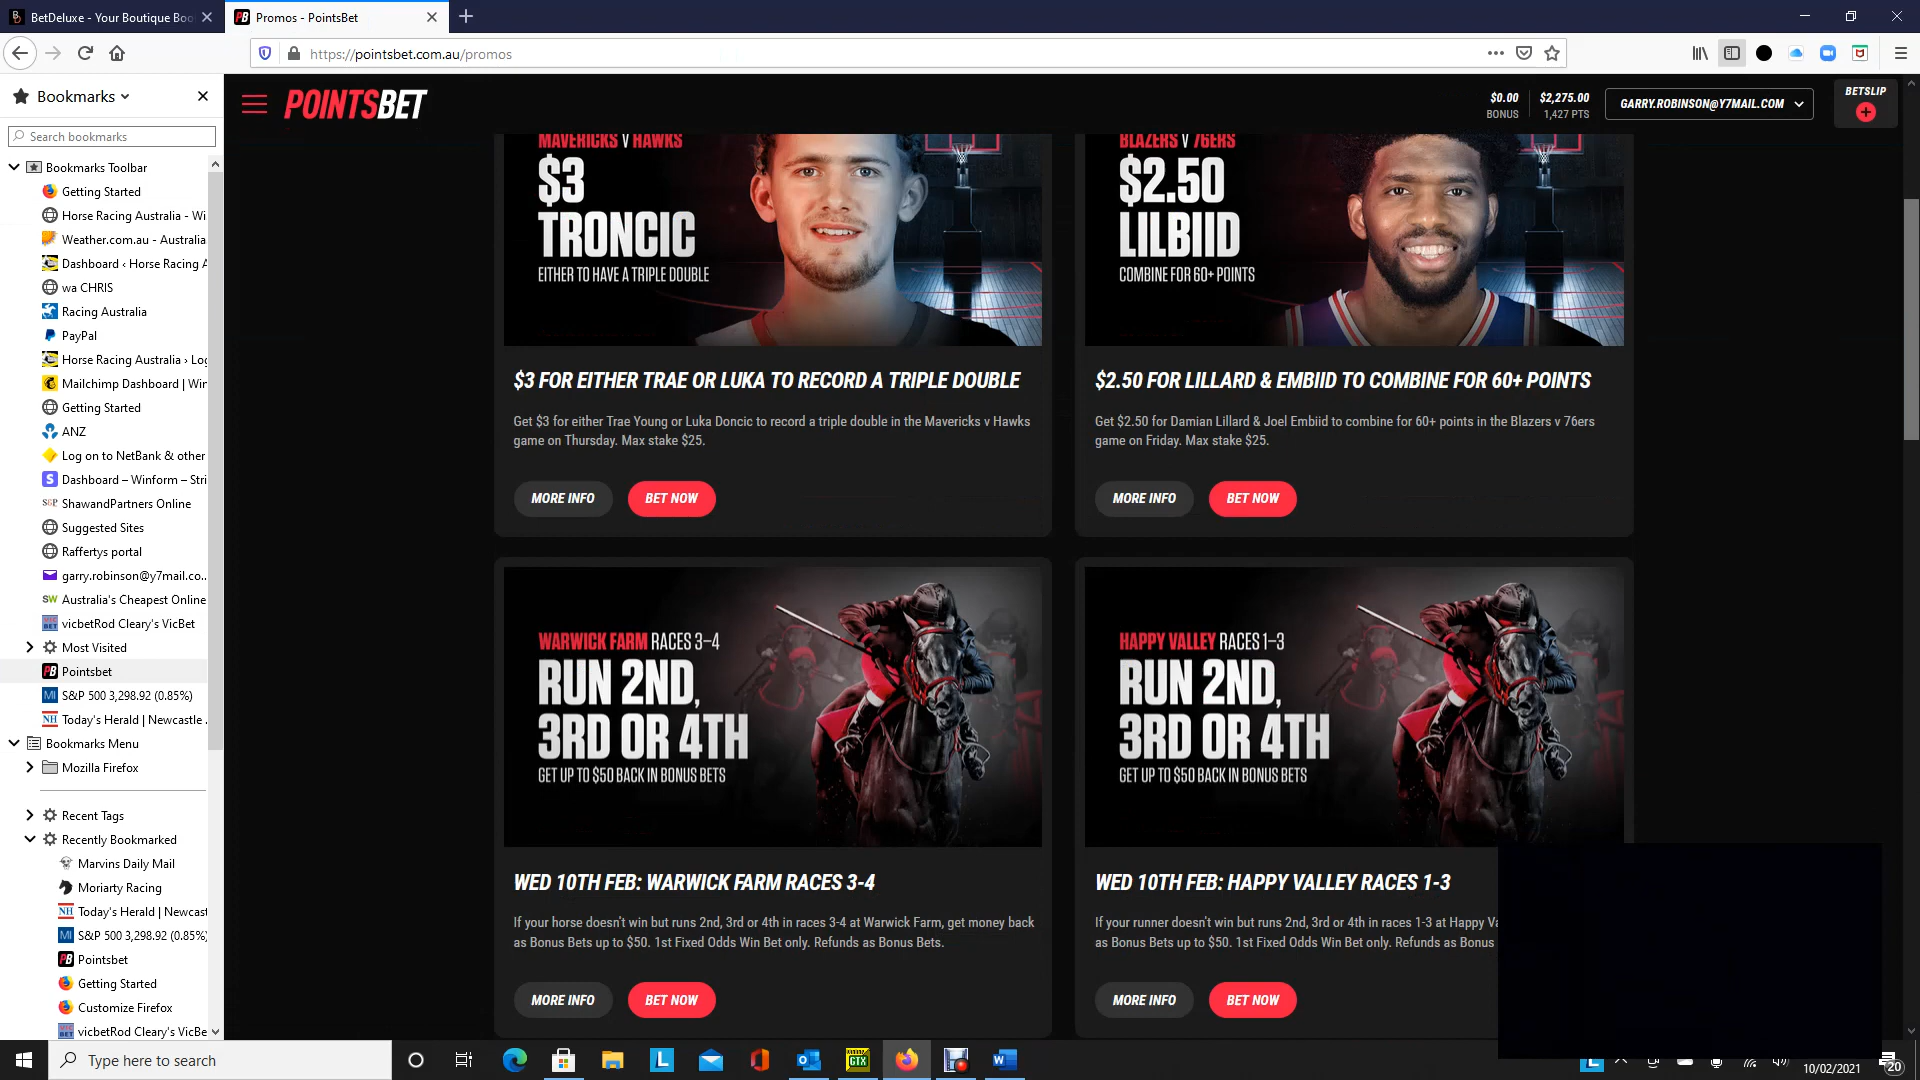 BetDeluxe - Your Boutique Boo
Promos - PointsBet
https://pointsbet.com.au/promos
Bookmarks
Search bookmarks
Bookmarks Toolbar
Getting Started
Horse Racing Australia - Wi
Weather.com.au - Australia
Dashboard ‹ Horse Racing A
wa CHRIS
Racing Australia
PayPal
Horse Racing Australia › Log
Mailchimp Dashboard | Wir
Getting Started
ANZ
Log on to NetBank & other
Dashboard – Winform – Stri
S&P ShawandPartners Online
Suggested Sites
Raffertys portal
garry.robinson@y7mail.co...
SW Australia's Cheapest Online
VIC BET vicbetRod Cleary's VicBet
Most Visited
PB Pointsbet
MI S&P 500 3,298.92 (0.85%)
NH Today's Herald | Newcastle
Bookmarks Menu
Mozilla Firefox
Recent Tags
Recently Bookmarked
Marvins Daily Mail
Moriarty Racing
NH Today's Herald | Newcast
MI S&P 500 3,298.92 (0.85%)
PB Pointsbet
Getting Started
Customize Firefox
vicbetRod Cleary's VicBe
POINTSBET
$0.00
BONUS
$2,275.00
1,427 PTS
GARRY.ROBINSON@Y7MAIL.COM
BETSLIP
MAVERICKS V HAWKS
$3
TRONCIC
EITHER TO HAVE A TRIPLE DOUBLE
$3 FOR EITHER TRAE OR LUKA TO RECORD A TRIPLE DOUBLE
Get $3 for either Trae Young or Luka Doncic to record a triple double in the Mavericks v Hawks
game on Thursday. Max stake $25.
MORE INFO
BET NOW
BLAZERS V 76ERS
$2.50
LILBIID
COMBINE FOR 60+ POINTS
$2.50 FOR LILLARD & EMBIID TO COMBINE FOR 60+ POINTS
Get $2.50 for Damian Lillard & Joel Embiid to combine for 60+ points in the Blazers v 76ers
game on Friday. Max stake $25.
MORE INFO
BET NOW
WARWICK FARM RACES 3-4
RUN 2ND,
3RD OR 4TH
GET UP TO $50 BACK IN BONUS BETS
WED 10TH FEB: WARWICK FARM RACES 3-4
If your horse doesn't win but runs 2nd, 3rd or 4th in races 3-4 at Warwick Farm, get money back
as Bonus Bets up to $50. 1st Fixed Odds Win Bet only. Refunds as Bonus Bets.
MORE INFO
BET NOW
HAPPY VALLEY RACES 1-3
RUN 2ND,
3RD OR 4TH
GET UP TO $50 BACK IN BONUS BETS
WED 10TH FEB: HAPPY VALLEY RACES 1-3
If your runner doesn't win but runs 2nd, 3rd or 4th in races 1-3 at Happy Va
as Bonus Bets up to $50. 1st Fixed Odds Win Bet only. Refunds as Bonus
MORE INFO
BET NOW
Type here to search
10/02/2021
20